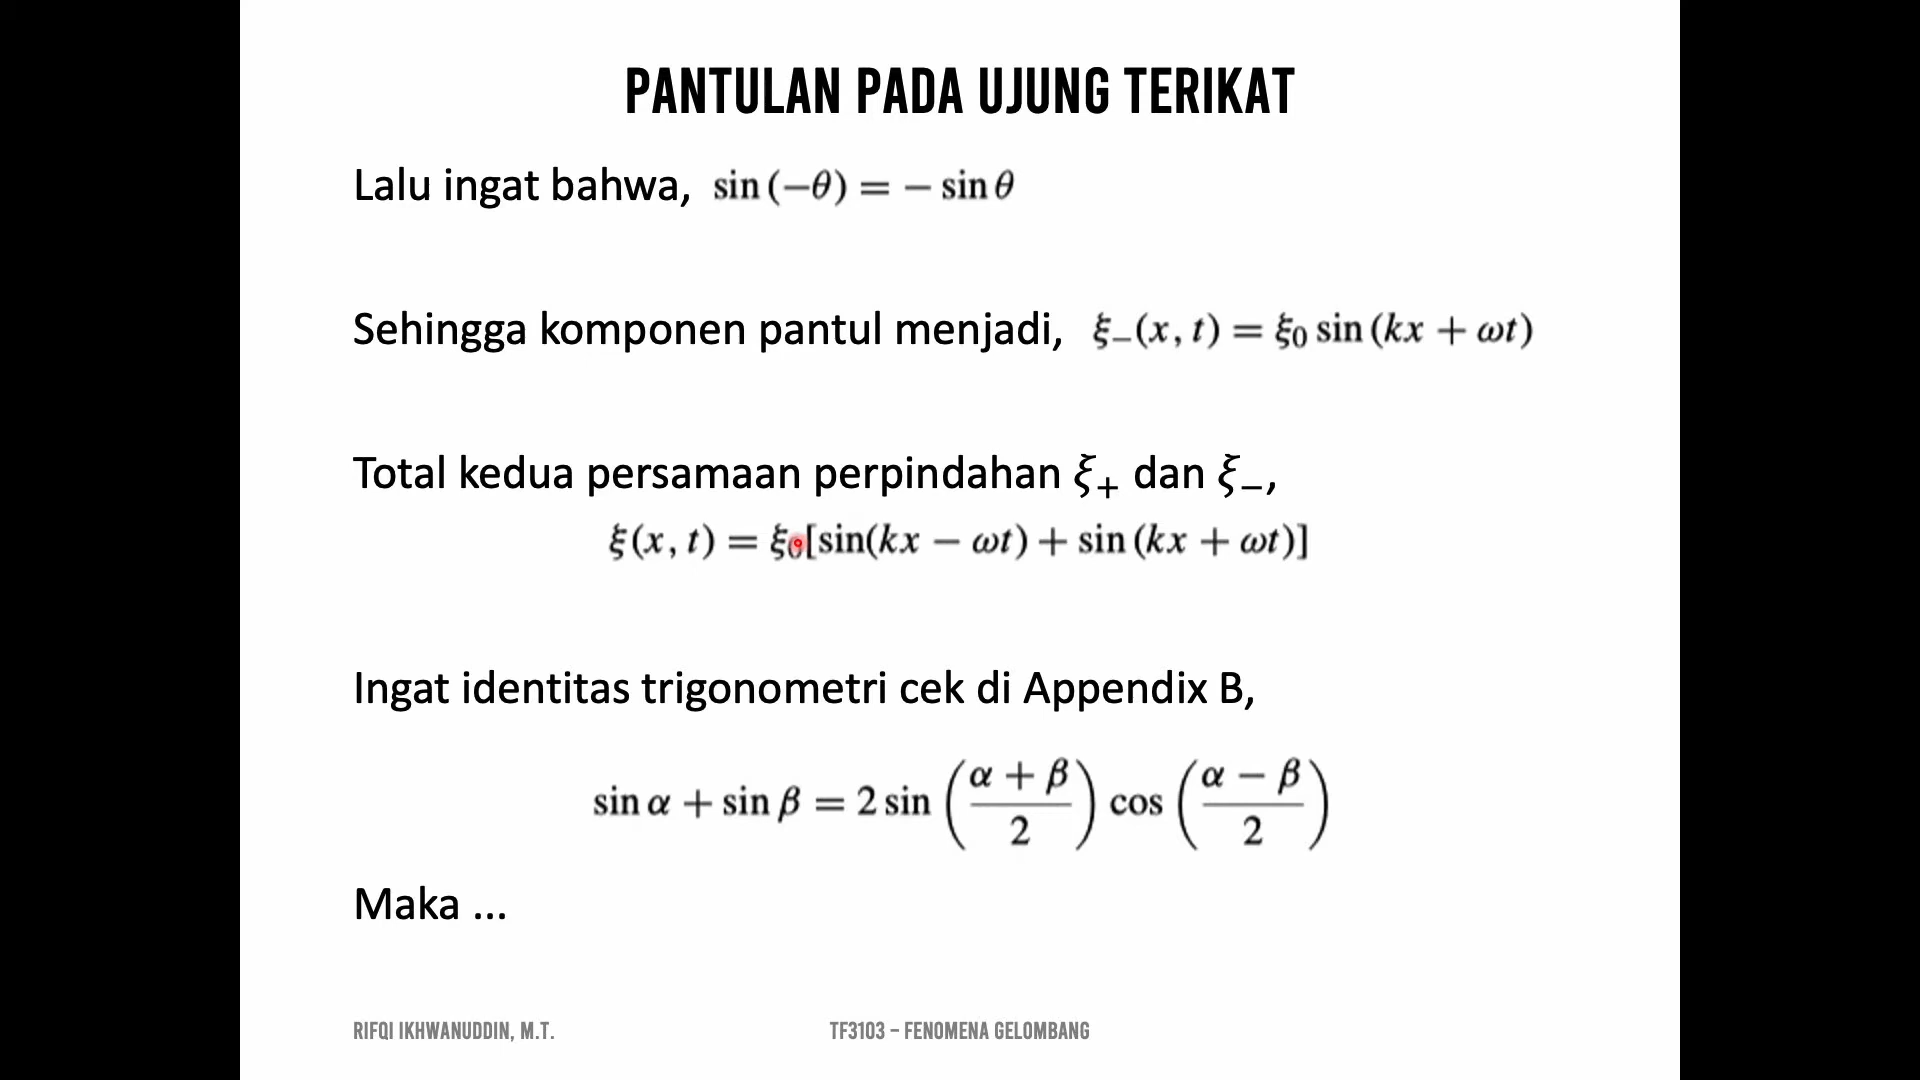 PANTULAN PADA UJUNG TERIKAT
Lalu ingat bahwa, sin (−θ) = − sin θ
Sehingga komponen pantul menjadi, ξ₋(x, t) = ξ₀ sin (kx + ωt)
Total kedua persamaan perpindahan ξ₊ dan ξ₋,
ξ(x, t) = ξ₀[sin(kx − ωt) + sin (kx + ωt)]
Ingat identitas trigonometri cek di Appendix B,
sin α + sin β = 2 sin ((α + β)/2) cos ((α − β)/2)
Maka ...
RIFQI IKHWANUDDIN, M.T. TF3103 – FENOMENA GELOMBANG